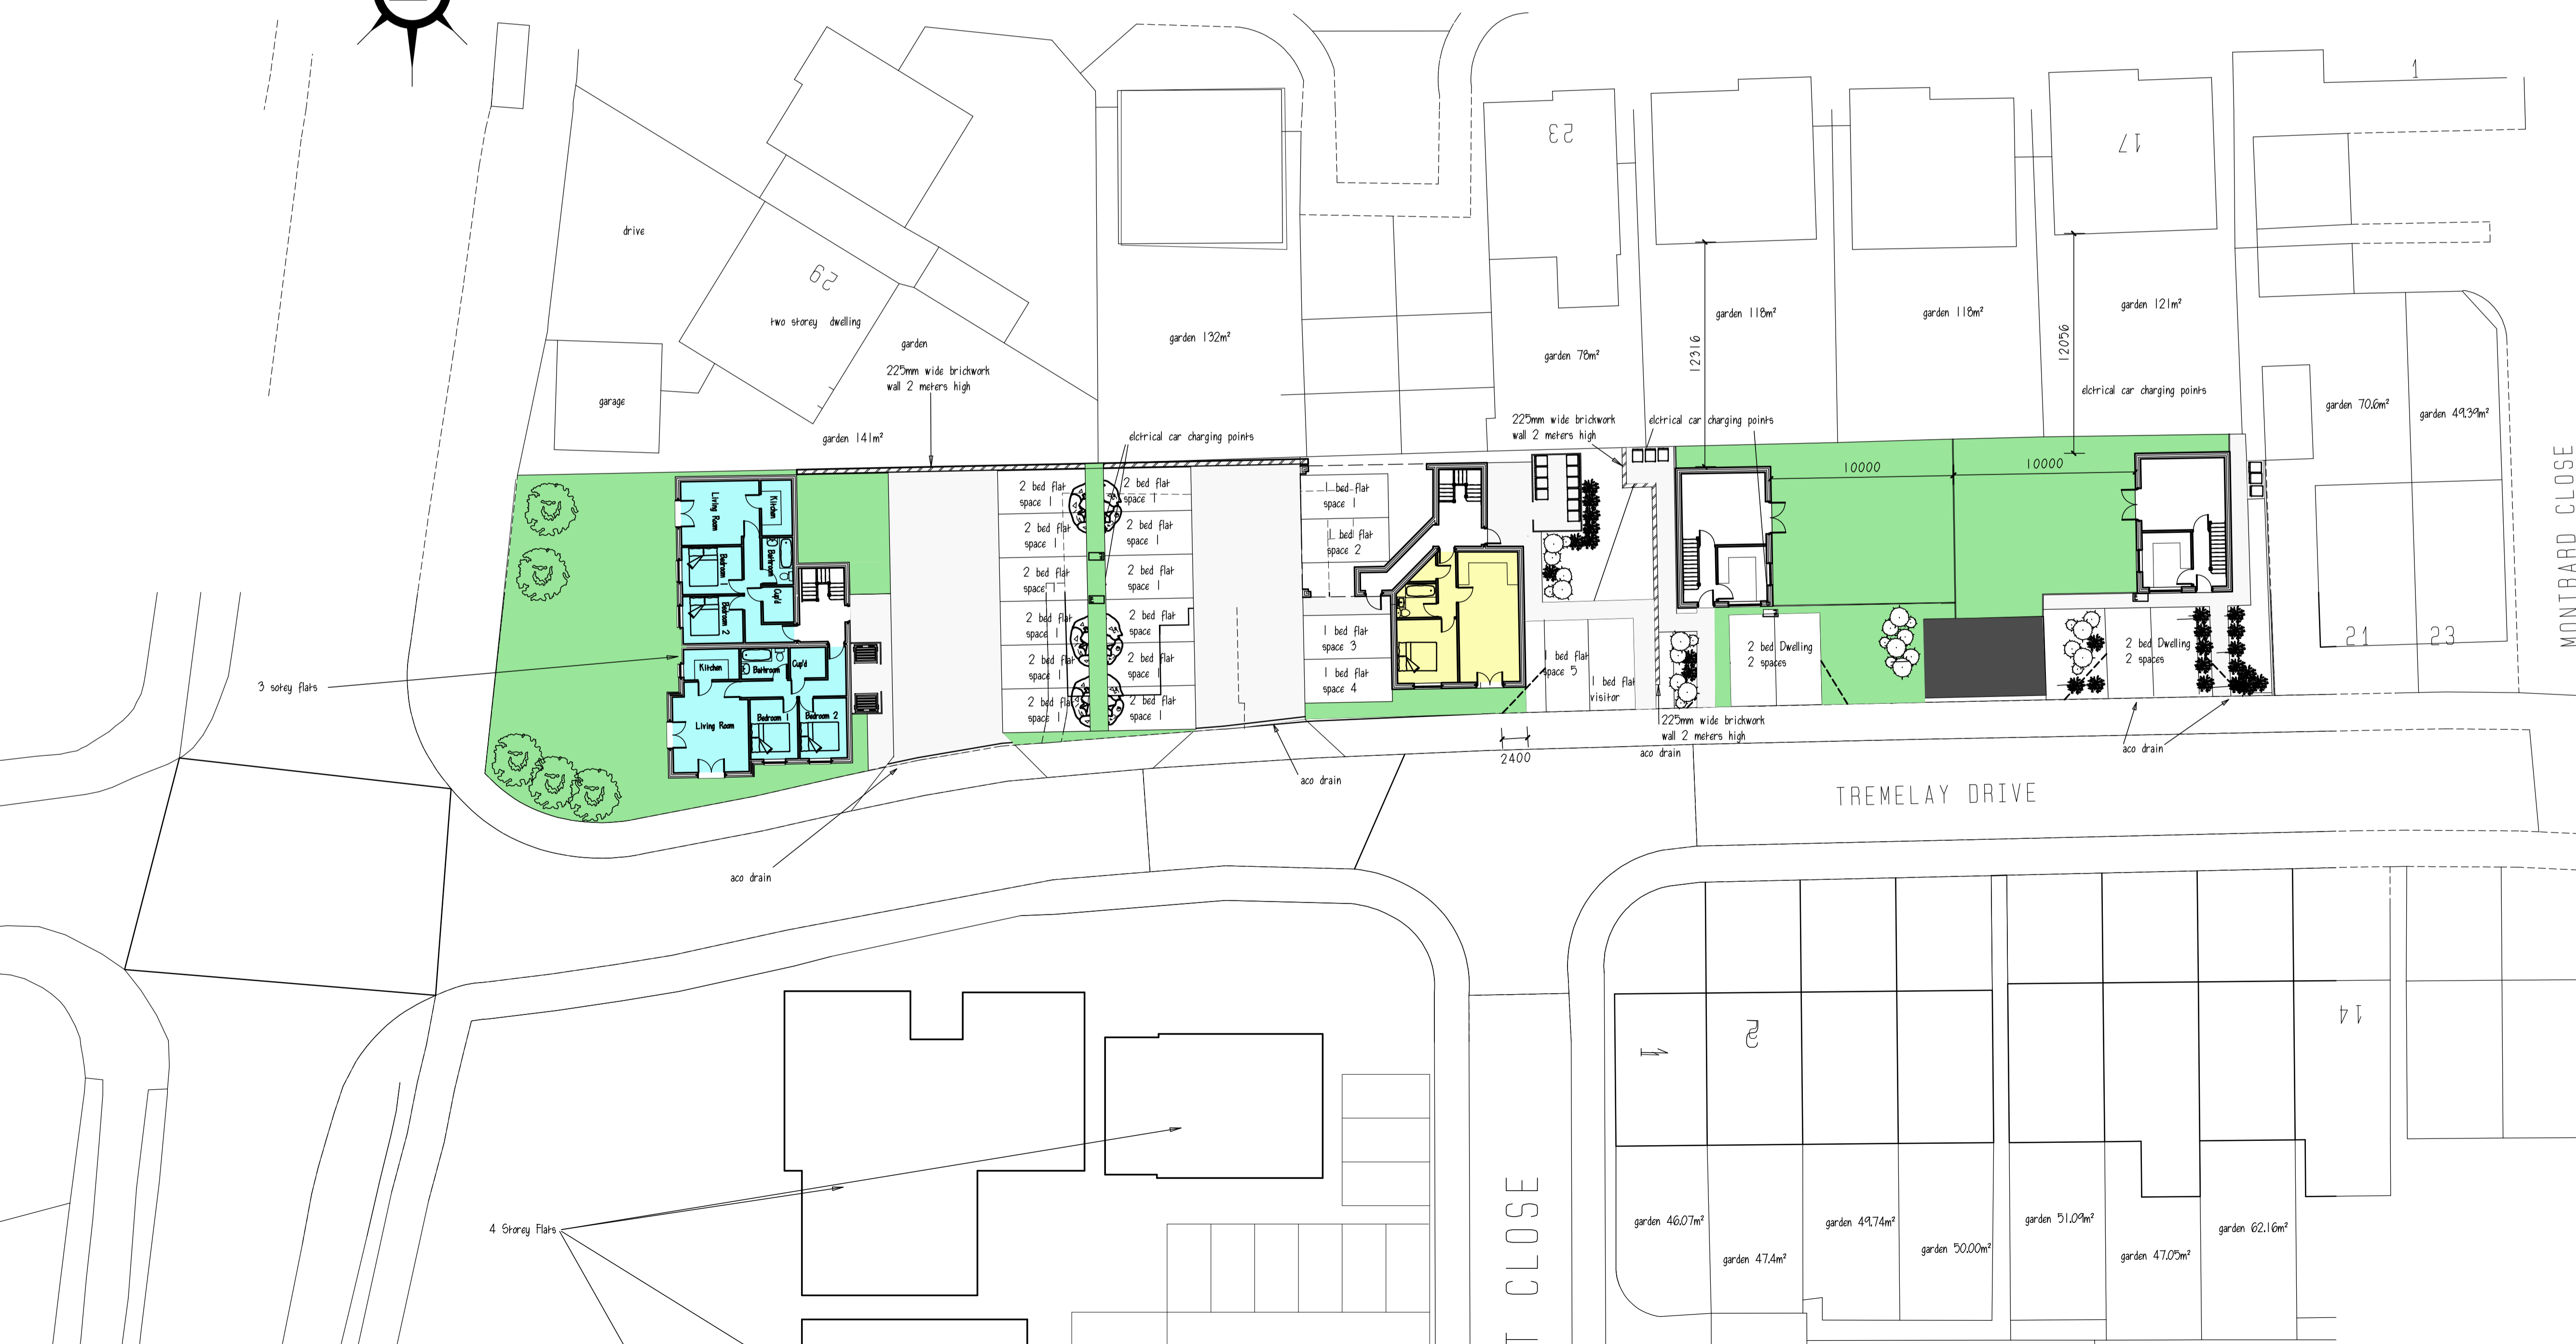 1
23
17
29
drive
two storey dwelling
garage
garden
225mm wide brickwork
wall 2 meters high
garden 141m²
garden 132m²
elctrical car charging points
garden 78m²
225mm wide brickwork
wall 2 meters high
elctrical car charging points
12316
garden 118m²
garden 118m²
12056
garden 121m²
elctrical car charging points
garden 70.6m²
garden 49.39m²
MONTBARD CLOSE
10000
10000
Living Room
Kitchen
Bedroom 1
Bathroom
Bedroom 2
Cup'd
Kitchen
Bathroom
Cup'd
Living Room
Bedroom 1
Bedroom 2
3 sotey flats
2 bed flat
space 1
2 bed flat
space 1
2 bed flat
space 1
2 bed flat
space 1
2 bed flat
space 1
2 bed flat
space 1
2 bed flat
space 1
2 bed flat
space 1
2 bed flat
space 1
2 bed flat
space
2 bed flat
space 1
2 bed flat
space 1
1 bed flat
space 1
1 bed flat
space 2
1 bed flat
space 3
1 bed flat
space 4
1 bed flat
space 5
1 bed flat
visitor
2 bed Dwelling
2 spaces
2 bed Dwelling
2 spaces
21
23
225mm wide brickwork
wall 2 meters high
aco drain
2400
aco drain
aco drain
aco drain
TREMELAY DRIVE
4 Storey Flats
T CLOSE
1
2
14
garden 46.07m²
garden 47.4m²
garden 49.74m²
garden 50.00m²
garden 51.09m²
garden 47.05m²
garden 62.16m²